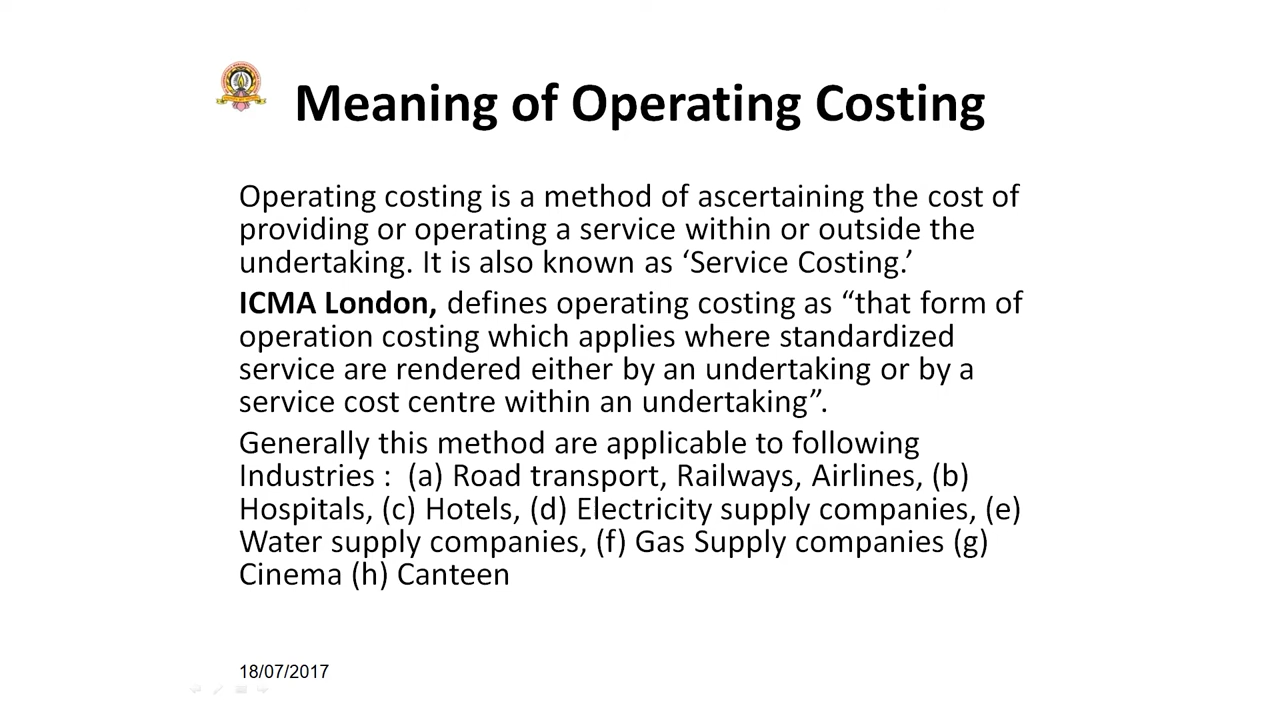 Meaning of Operating Costing
Operating costing is a method of ascertaining the cost of
providing or operating a service within or outside the
undertaking. It is also known as ‘Service Costing.’
ICMA London, defines operating costing as “that form of
operation costing which applies where standardized
service are rendered either by an undertaking or by a
service cost centre within an undertaking”.
Generally this method are applicable to following
Industries :  (a) Road transport, Railways, Airlines, (b)
Hospitals, (c) Hotels, (d) Electricity supply companies, (e)
Water supply companies, (f) Gas Supply companies (g)
Cinema (h) Canteen
18/07/2017